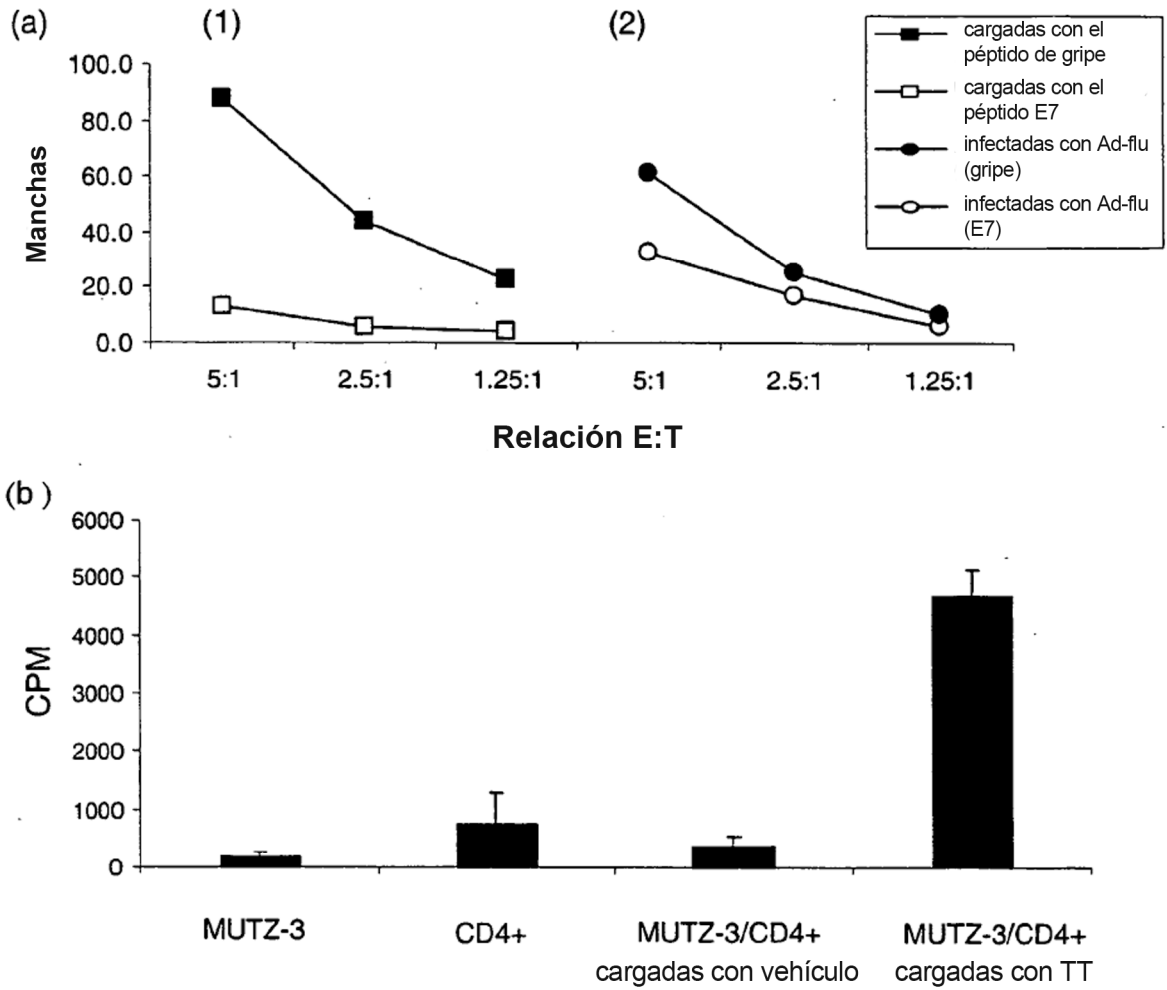 (a)
(1)
(2)
cargadas con el
péptido de gripe
cargadas con el
péptido E7
infectadas con Ad-flu
(gripe)
infectadas con Ad-flu
(E7)
Manchas
100.0
80.0
60.0
40.0
20.0
0.0
5:1
2.5:1
1.25:1
5:1
2.5:1
1.25:1
Relación E:T
(b)
CPM
6000
5000
4000
3000
2000
1000
0
MUTZ-3
CD4+
MUTZ-3/CD4+
cargadas con vehículo
MUTZ-3/CD4+
cargadas con TT